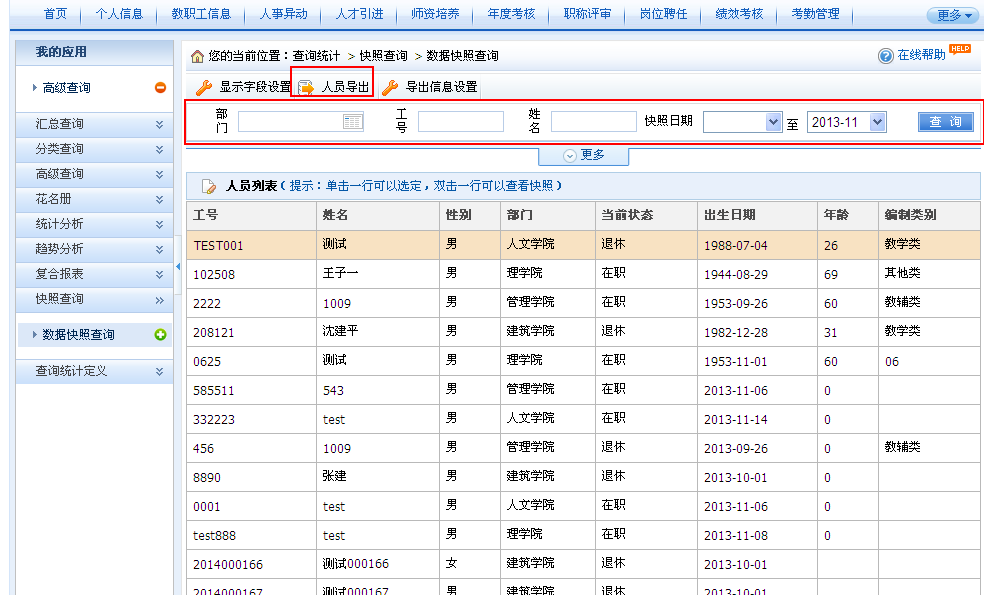 首页 个人信息 教职工信息 人事异动 人才引进 师资培养 年度考核 职称评审 岗位聘任 绩效考核 考勤管理 更多
我的应用
高级查询
汇总查询
分类查询
高级查询
花名册
统计分析
趋势分析
复合报表
快照查询
数据快照查询
查询统计定义
您的当前位置：查询统计 > 快照查询 > 数据快照查询 在线帮助 HELP
显示字段设置 人员导出 导出信息设置
部门 工号 姓名 快照日期 至 2013-11 查 询
更多
人员列表（提示：单击一行可以选定，双击一行可以查看快照）
工号 姓名 性别 部门 当前状态 出生日期 年龄 编制类别
TEST001 测试 男 人文学院 退休 1988-07-04 26 教学类
102508 王子一 男 理学院 在职 1944-08-29 69 其他类
2222 1009 男 管理学院 在职 1953-09-26 60 教辅类
208121 沈建平 男 建筑学院 退休 1982-12-28 31 教学类
0625 测试 男 理学院 在职 1953-11-01 60 06
585511 543 男 管理学院 在职 2013-11-06 0
332223 test 男 人文学院 在职 2013-11-14 0
456 1009 男 管理学院 退休 2013-09-26 0 教辅类
8890 张建 男 建筑学院 退休 2013-10-01 0
0001 test 男 人文学院 在职 2013-11-06 0
test888 test 男 理学院 在职 2013-11-08 0
2014000166 测试000166 女 建筑学院 退休 2013-10-01
2014000167 测试000167 男 建筑学院 退休 2013-10-01